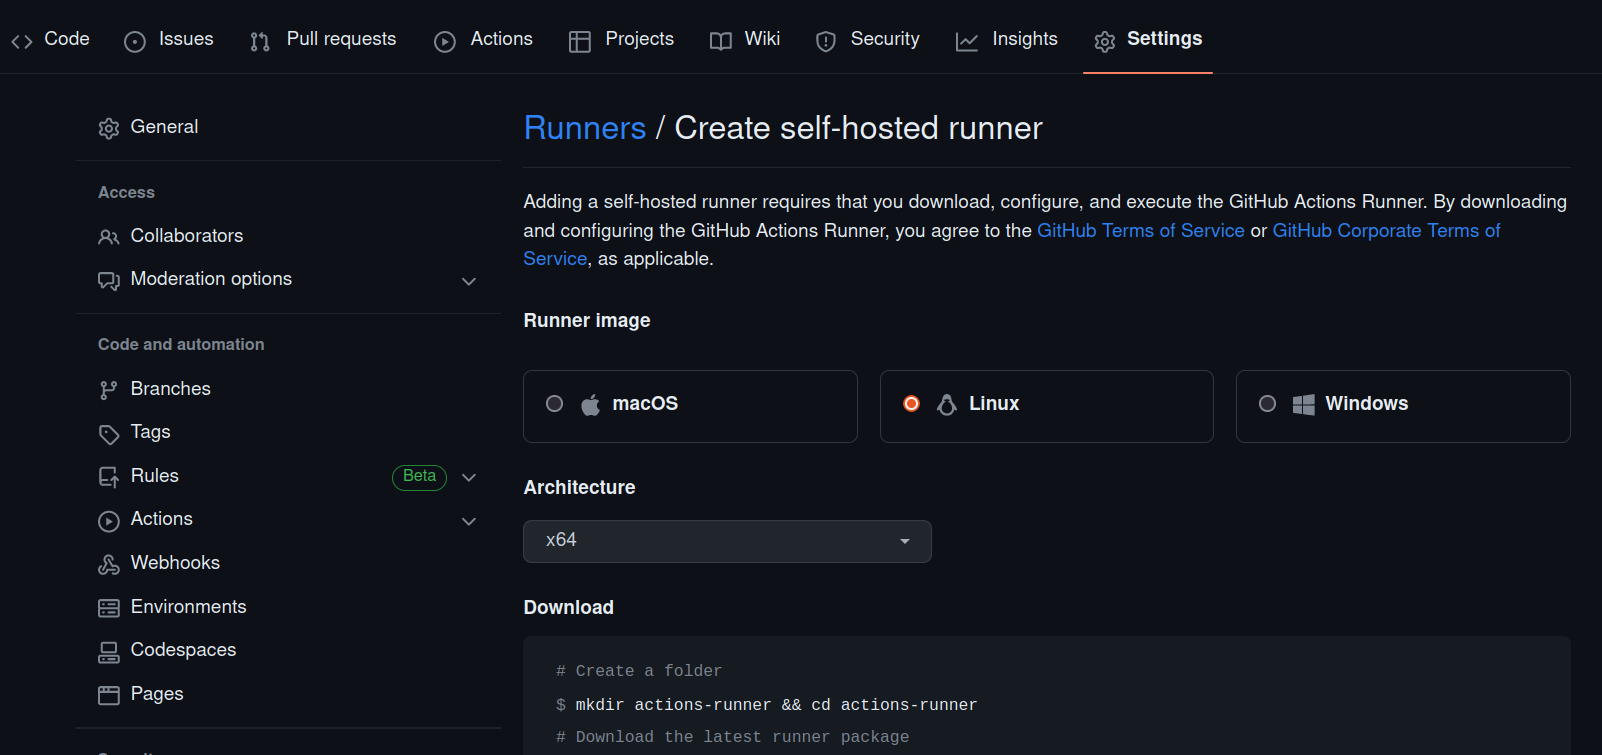 Code Issues Pull requests Actions Projects Wiki Security Insights Settings
General
Access
Collaborators
Moderation options
Code and automation
Branches
Tags
Rules Beta
Actions
Webhooks
Environments
Codespaces
Pages
Runners / Create self-hosted runner
Adding a self-hosted runner requires that you download, configure, and execute the GitHub Actions Runner. By downloading
and configuring the GitHub Actions Runner, you agree to the GitHub Terms of Service or GitHub Corporate Terms of
Service, as applicable.
Runner image
macOS Linux Windows
Architecture
x64
Download
# Create a folder
$ mkdir actions-runner && cd actions-runner
# Download the latest runner package